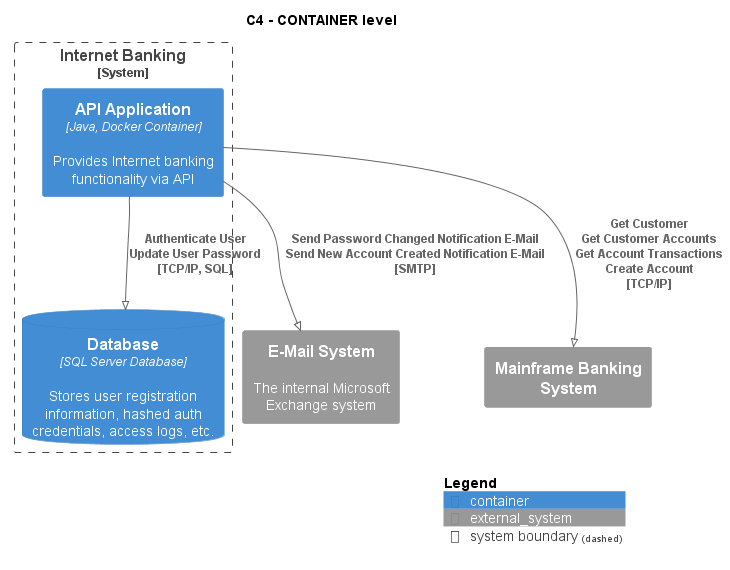 C4 - CONTAINER level
Internet Banking
[System]
API Application
[Java, Docker Container]
Provides Internet banking
functionality via API
Authenticate User
Update User Password
[TCP/IP, SQL]
Send Password Changed Notification E-Mail
Send New Account Created Notification E-Mail
[SMTP]
Get Customer
Get Customer Accounts
Get Account Transactions
Create Account
[TCP/IP]
Database
[SQL Server Database]
Stores user registration
information, hashed auth
credentials, access logs, etc.
E-Mail System
The internal Microsoft
Exchange system
Mainframe Banking
System
Legend
container
external_system
system boundary (dashed)